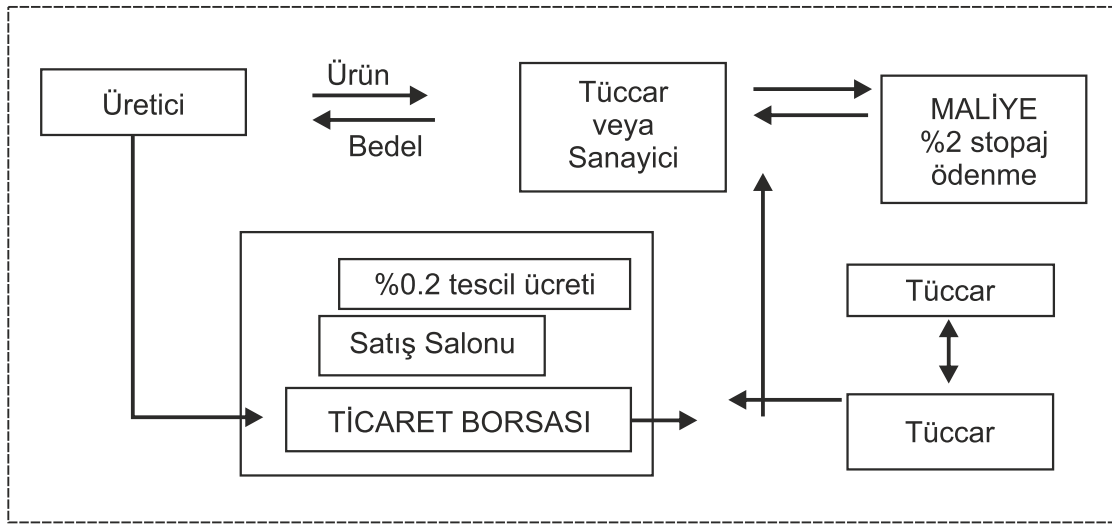 Üretici
Ürün
Bedel
Tüccar
veya
Sanayici
MALİYE
%2 stopaj
ödenme
%0.2 tescil ücreti
Satış Salonu
TİCARET BORSASI
Tüccar
Tüccar